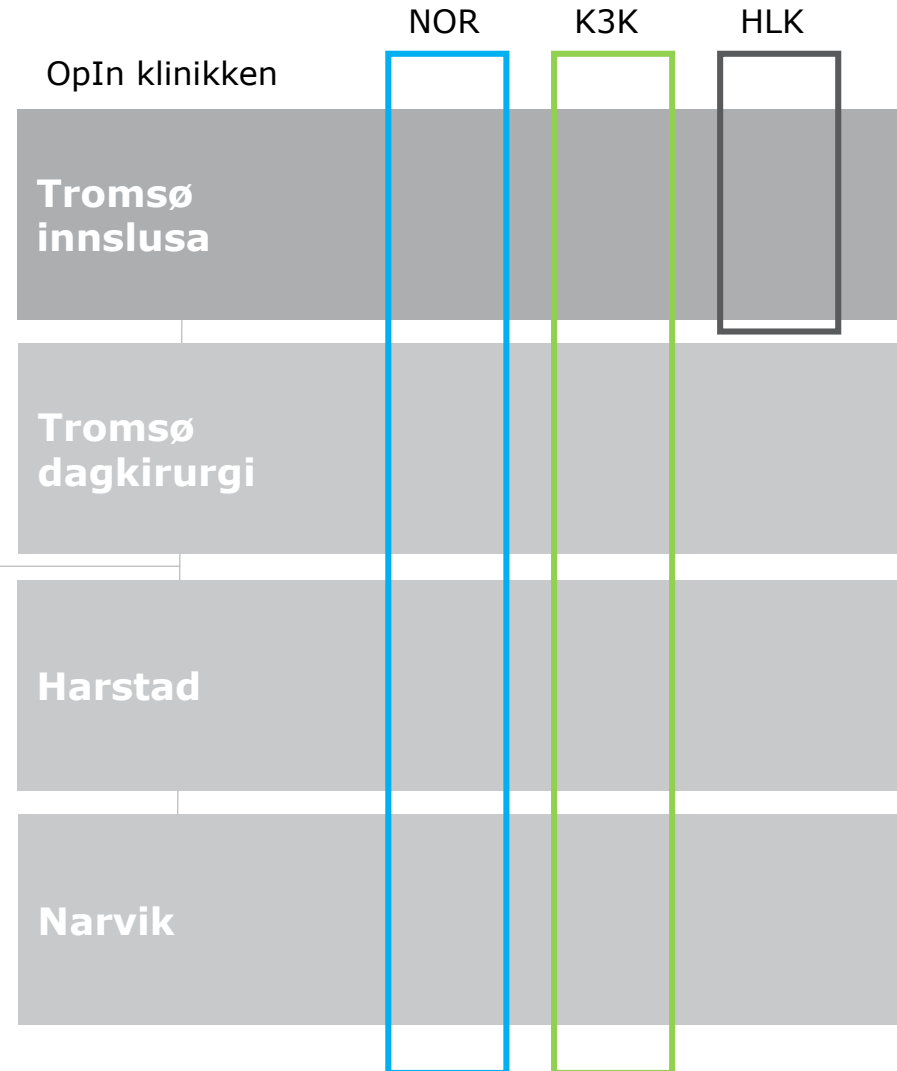 NOR K3K HLK
OpIn klinikken
Tromsø
innslusa
Tromsø
dagkirurgi
Harstad
Narvik